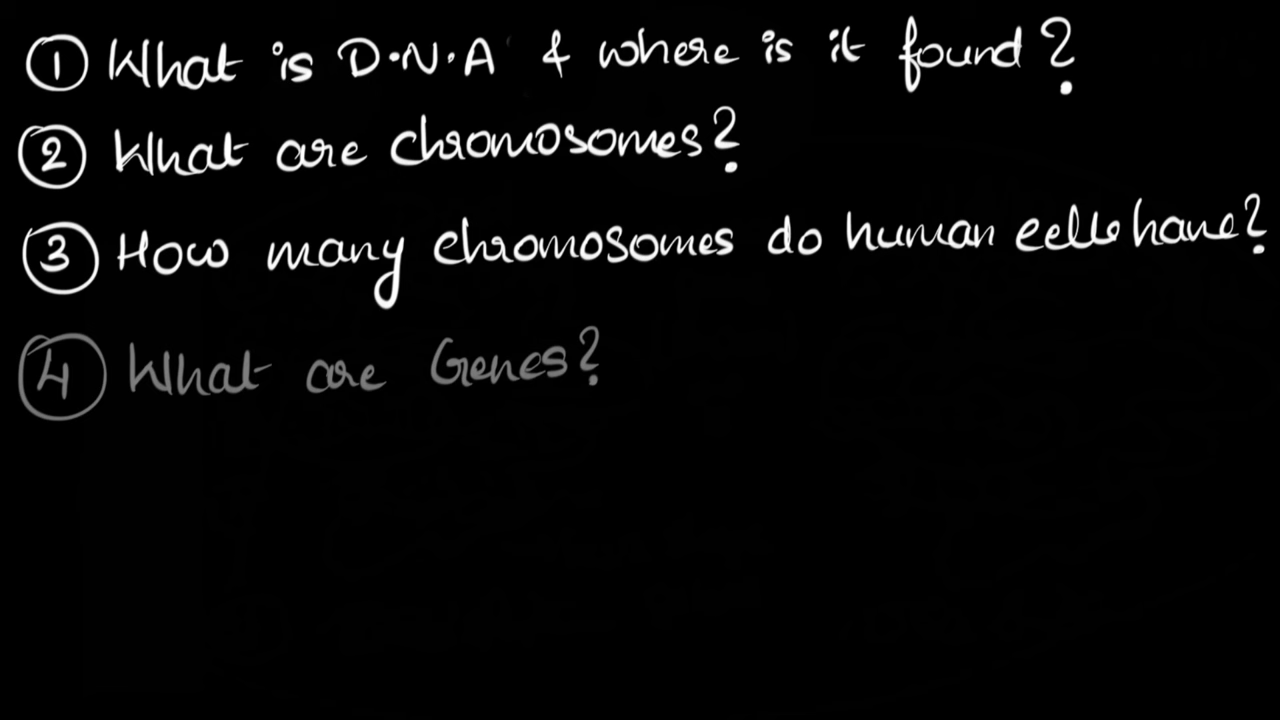 ① What is D.N.A & where is it found?
② What are chromosomes?
③ How many chromosomes do human cells have?
④ What are Genes?